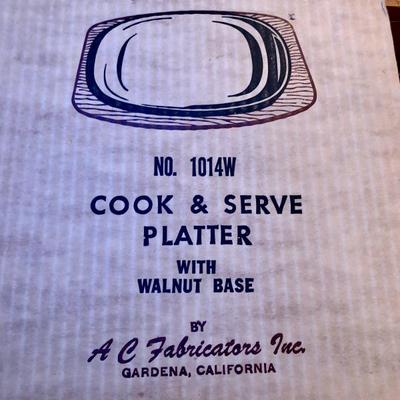 NO. 1014W
COOK & SERVE
PLATTER
WITH
WALNUT BASE
BY
A C Fabricators Inc.
GARDENA, CALIFORNIA